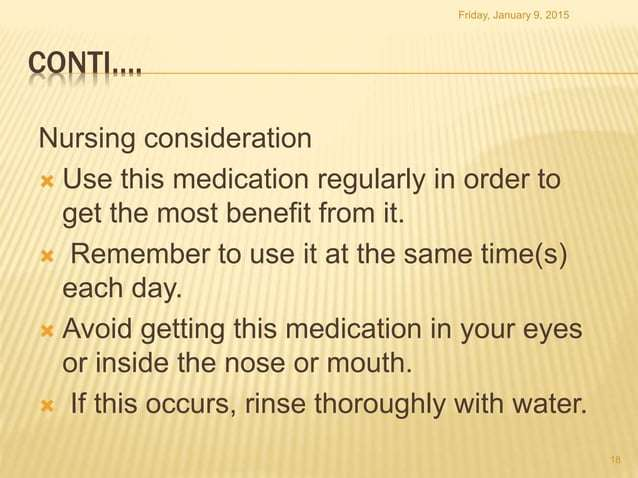 Friday, January 9, 2015
CONTI....
Nursing consideration
Use this medication regularly in order to
get the most benefit from it.
Remember to use it at the same time(s)
each day.
Avoid getting this medication in your eyes
or inside the nose or mouth.
If this occurs, rinse thoroughly with water.
18